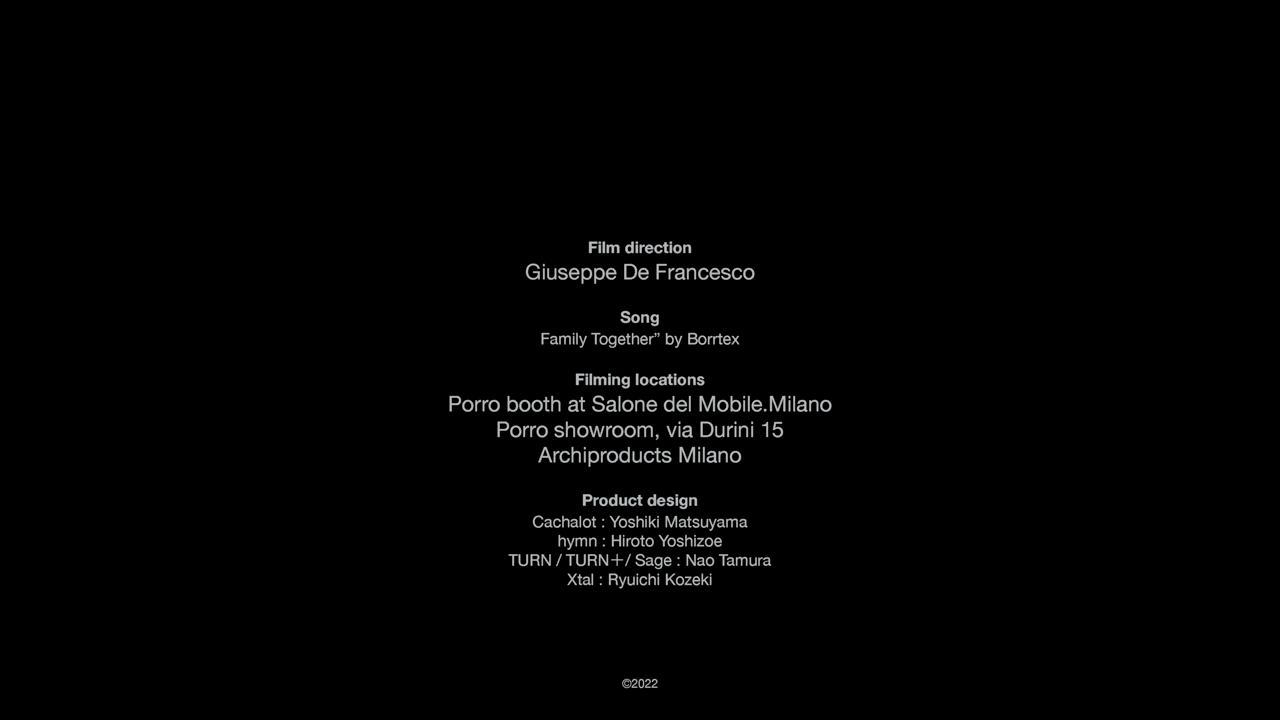 Film direction
Giuseppe De Francesco
Song
Family Together” by Borrtex
Filming locations
Porro booth at Salone del Mobile.Milano
Porro showroom, via Durini 15
Archiproducts Milano
Product design
Cachalot : Yoshiki Matsuyama
hymn : Hiroto Yoshizoe
TURN / TURN＋/ Sage : Nao Tamura
Xtal : Ryuichi Kozeki
©2022